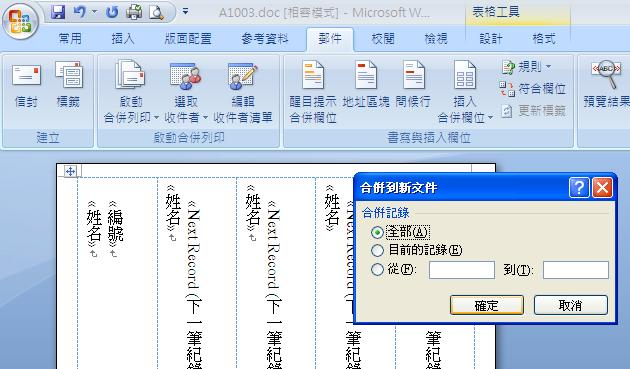 A1003.doc [相容模式] - Microsoft W...
表格工具
常用 插入 版面配置 參考資料 郵件 校閱 檢視 設計 格式
信封 標籤 啟動合併列印 選取收件者 編輯收件者清單 醒目提示合併欄位 地址區塊 問候行 插入合併欄位 規則 符合欄位 更新標籤 預覽結果
建立 啟動合併列印 書寫與插入欄位
合併到新文件
合併記錄
全部(A)
目前的記錄(E)
從(F): 到(T):
確定 取消
«編號»
«姓名»
«Next Record (下一筆紀錄
«姓名»
«Next Record (下一筆紀錄
«姓名»
«Next Record (下一筆紀錄
«姓名»
一筆紀錄